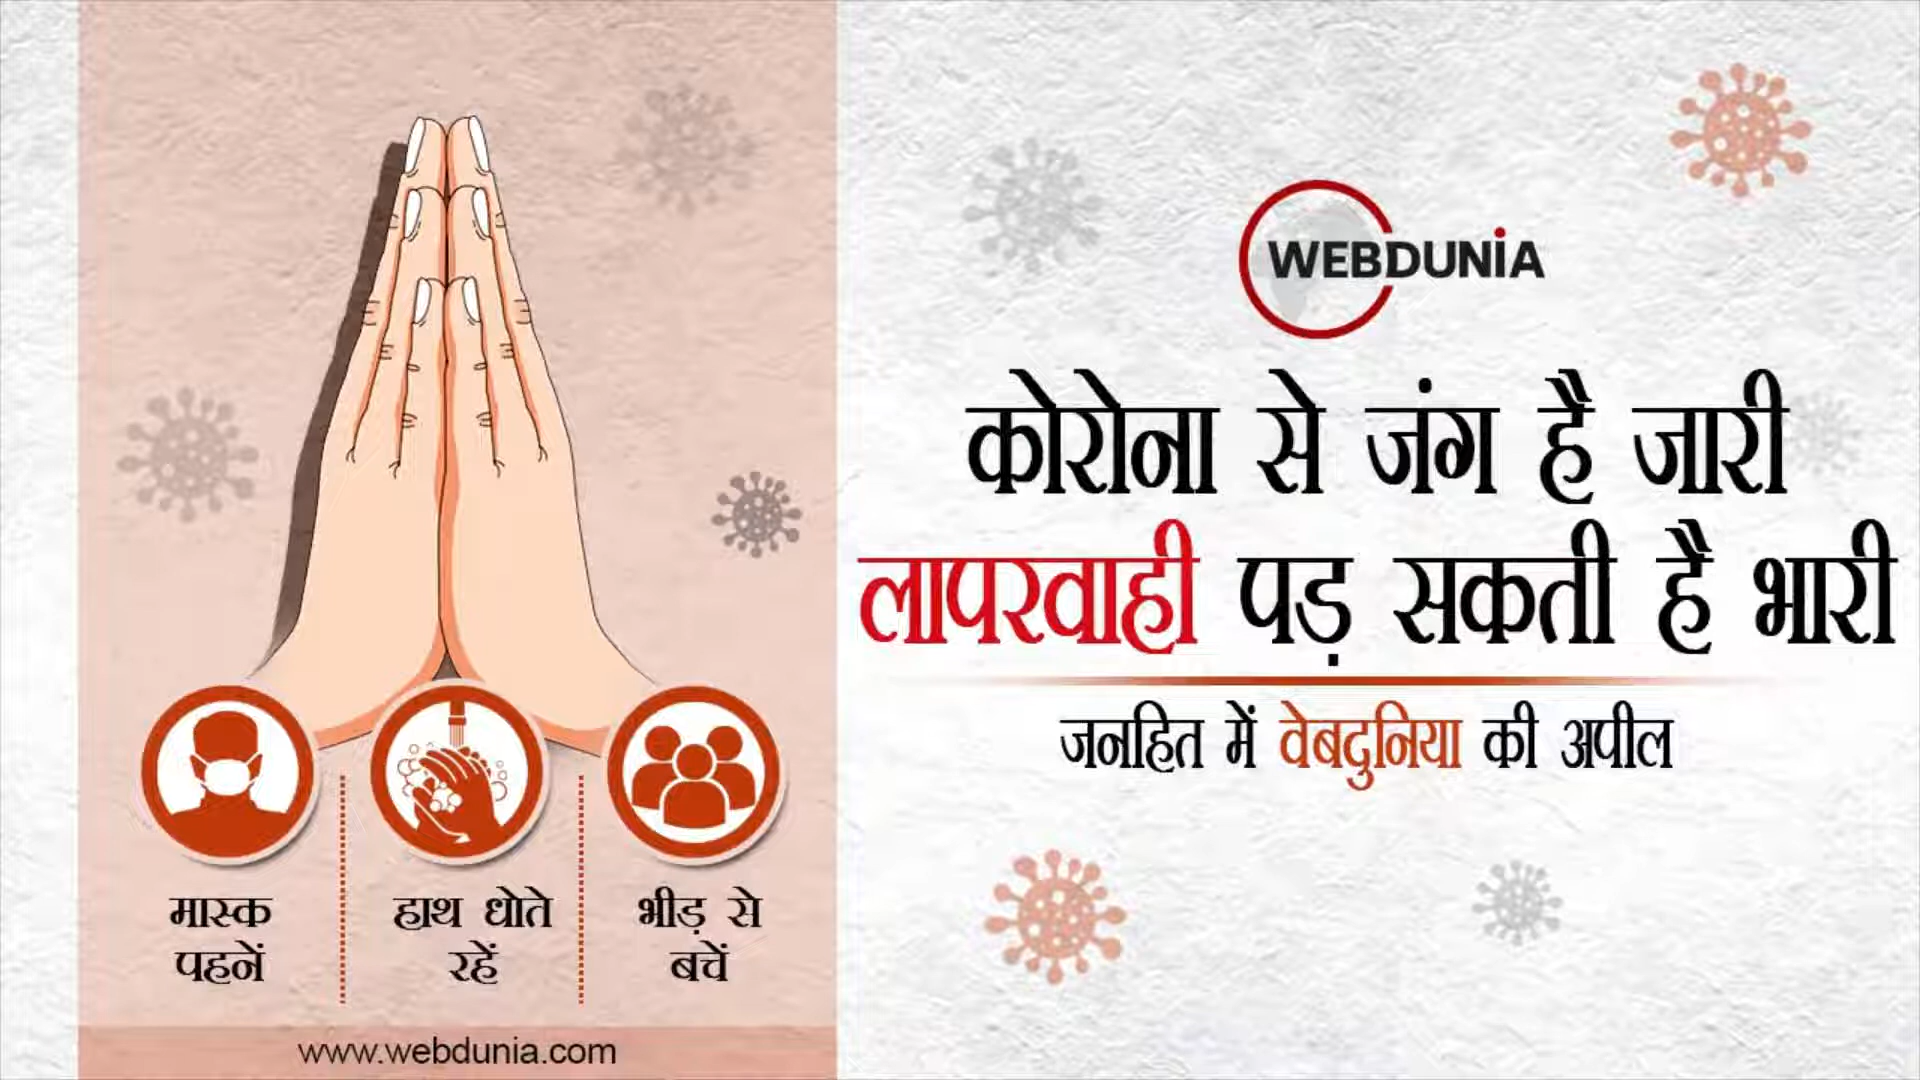 WEBDUNIA
कोरोना से जंग है जारी
लापरवाही पड़ सकती है भारी
जनहित में वेबदुनिया की अपील
मास्क
पहनें
हाथ धोते
रहें
भीड़ से
बचें
www.webdunia.com